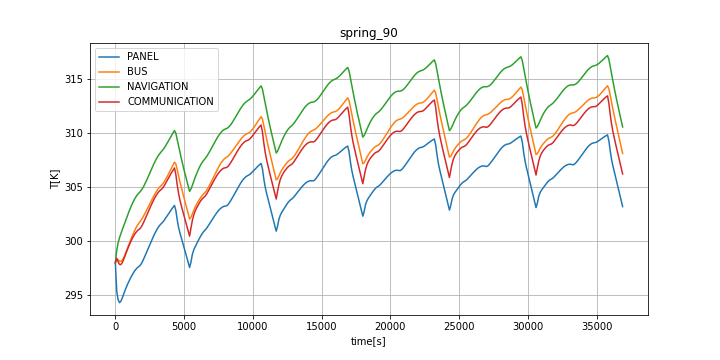 spring_90
PANEL
BUS
NAVIGATION
COMMUNICATION
T[K]
315
310
305
300
295
0 5000 10000 15000 20000 25000 30000 35000
time[s]